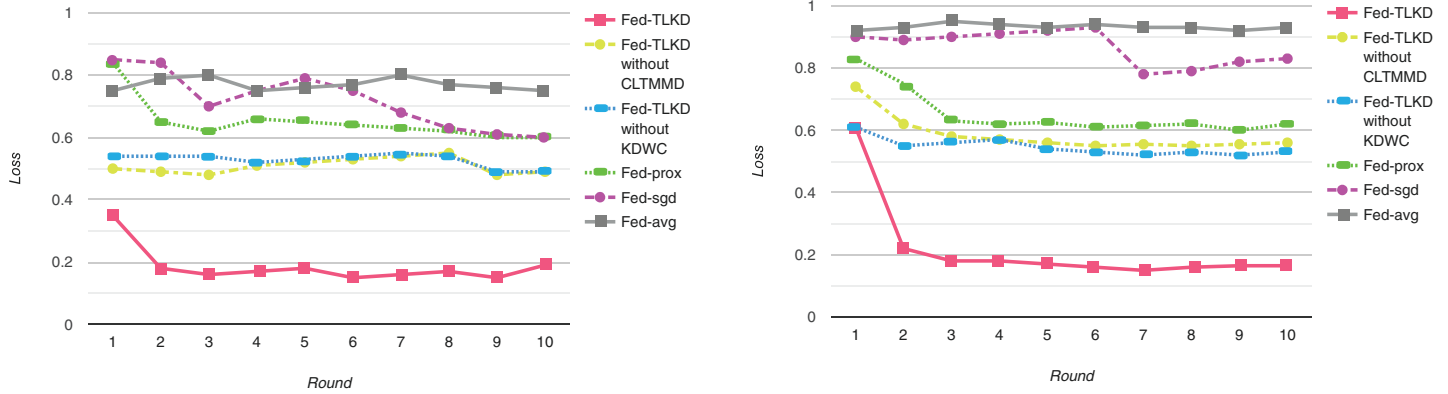 1
0.8
0.6
0.4
0.2
0
Loss
1 2 3 4 5 6 7 8 9 10
Round
Fed-TLKD
Fed-TLKD
without
CLTMMD
Fed-TLKD
without
KDWC
Fed-prox
Fed-sgd
Fed-avg
1
0.8
0.6
0.4
0.2
0
Loss
1 2 3 4 5 6 7 8 9 10
Round
Fed-TLKD
Fed-TLKD
without
CLTMMD
Fed-TLKD
without
KDWC
Fed-prox
Fed-sgd
Fed-avg